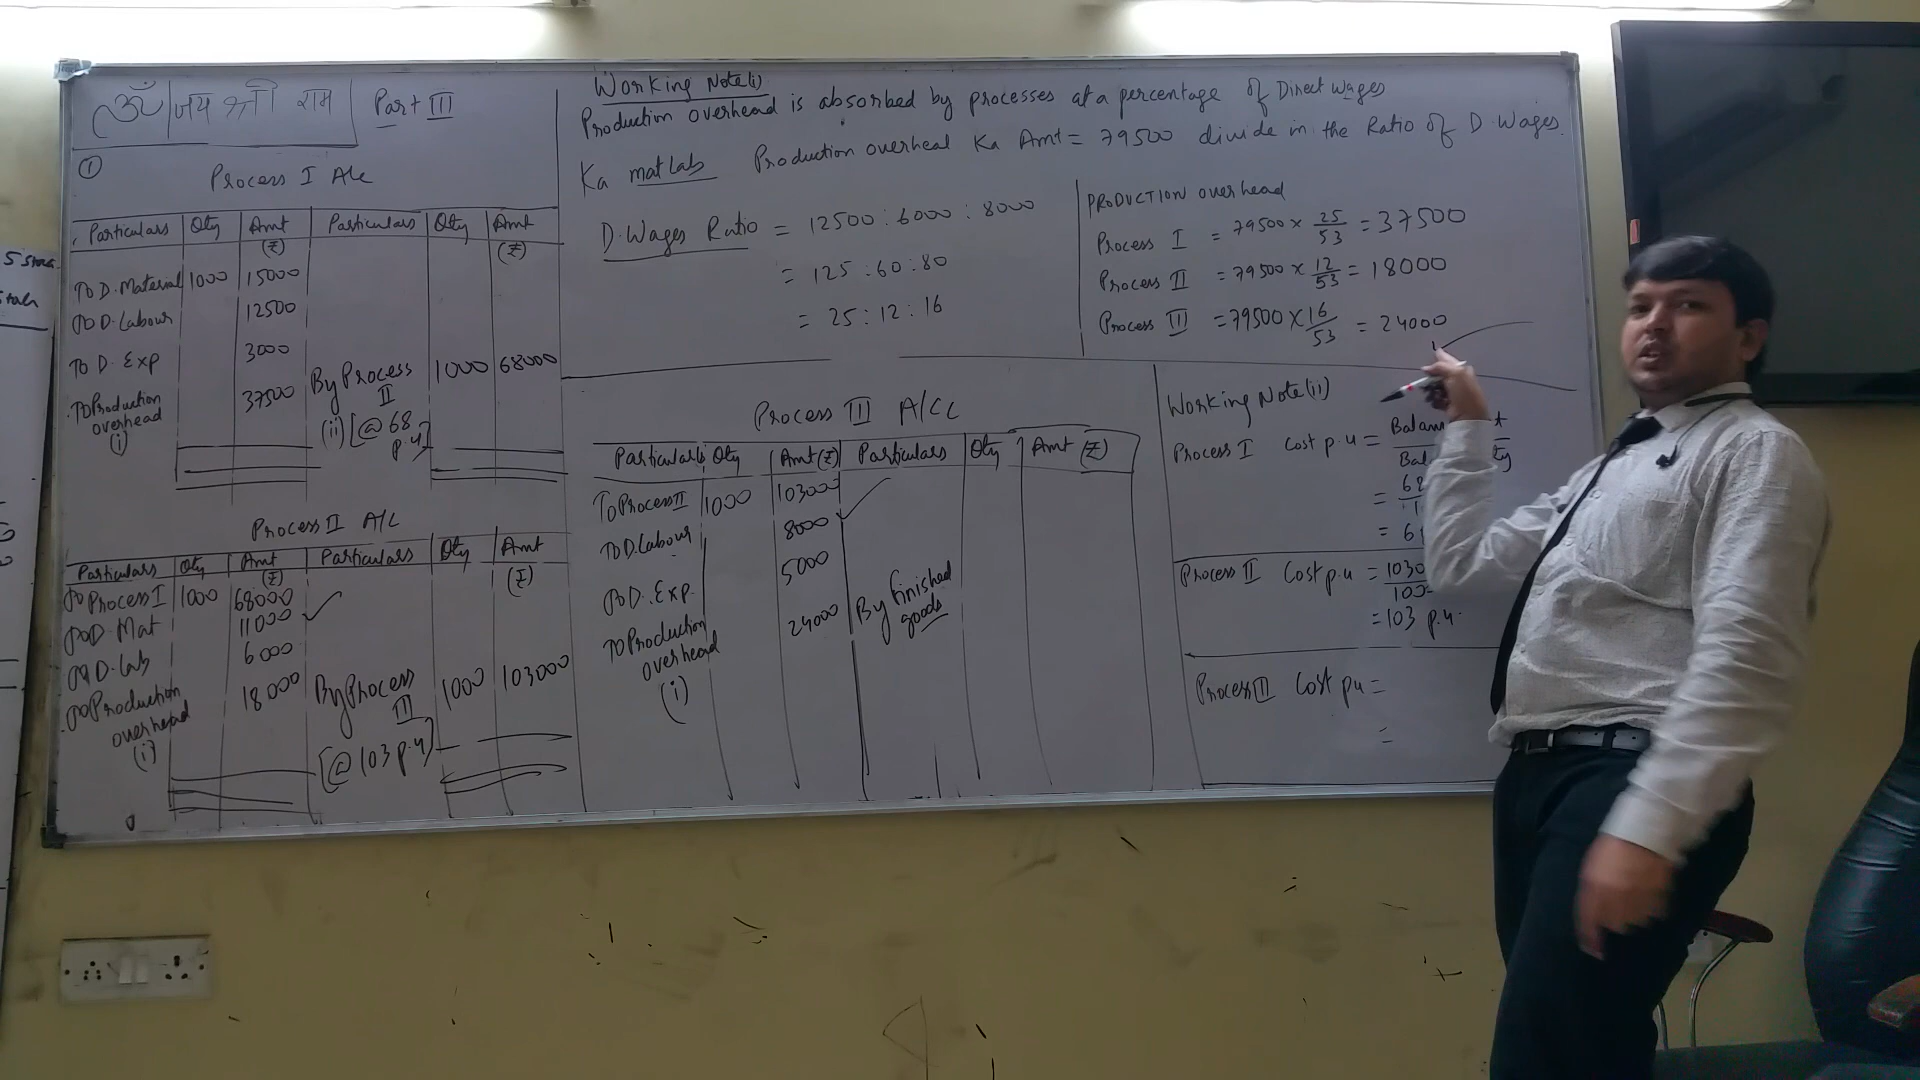 ॐ जय श्री राम Part III
①
Process I A/c
Particulars Qty Amt (₹) Particulars Qty Amt (₹)
To D.Material 1000 15000
To D.Labour 12500
To D. Exp 3000
To Production overhead (i) 37500 By Process II 1000 68000
(ii) [@ 68 p.u]
Process II A/C
Particulars Qty Amt (₹) Particulars Qty Amt (₹)
To Process I 1000 68000
To D. Mat 11000
To D.Lab 6000
To Production overhead (i) 18000 By Process III 1000 103000
[@ 103 p.u]
Working Note(i)
Production overhead is absorbed by processes at a percentage of Direct Wages
Ka matlab Production overheal Ka Amt = 79500 divide in the Ratio of D. Wages.
D.Wages Ratio = 12500 : 6000 : 8000
= 125 : 60 : 80
= 25 : 12 : 16
PRODUCTION overhead
Process I = 79500 × 25/53 = 37500
Process II = 79500 × 12/53 = 18000
Process III = 79500 × 16/53 = 24000
Process III A/CC
Particulars Qty Amt (₹) Particulars Qty Amt (₹)
To Process II 1000 103000
To D.Labour 8000
To D. Exp. 5000
To Production overhead (i) 24000 By finished goods
Working Note(ii)
Process I Cost p.u =
=
=
Process II Cost p.u =
= 103 p.u.
Process II Cost pu =
=
5